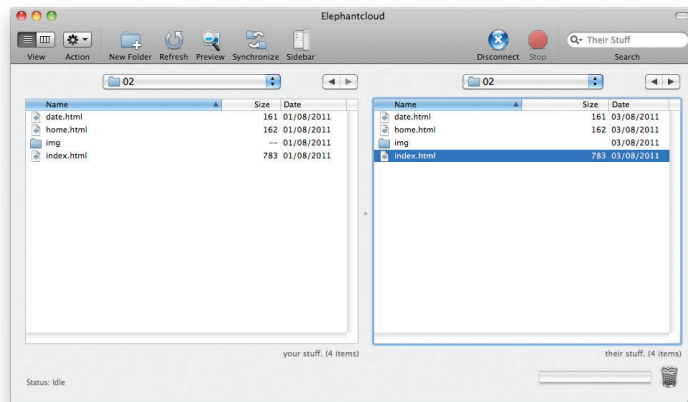 Elephantcloud
View Action New Folder Refresh Preview Synchronize Sidebar Disconnect Stop Their Stuff Search
02
02
Name Size Date
date.html 161 01/08/2011
home.html 162 01/08/2011
img -- 01/08/2011
index.html 783 01/08/2011
your stuff. (4 items)
Name Size Date
date.html 161 03/08/2011
home.html 162 03/08/2011
img 03/08/2011
index.html 783 03/08/2011
their stuff. (4 items)
Status: Idle